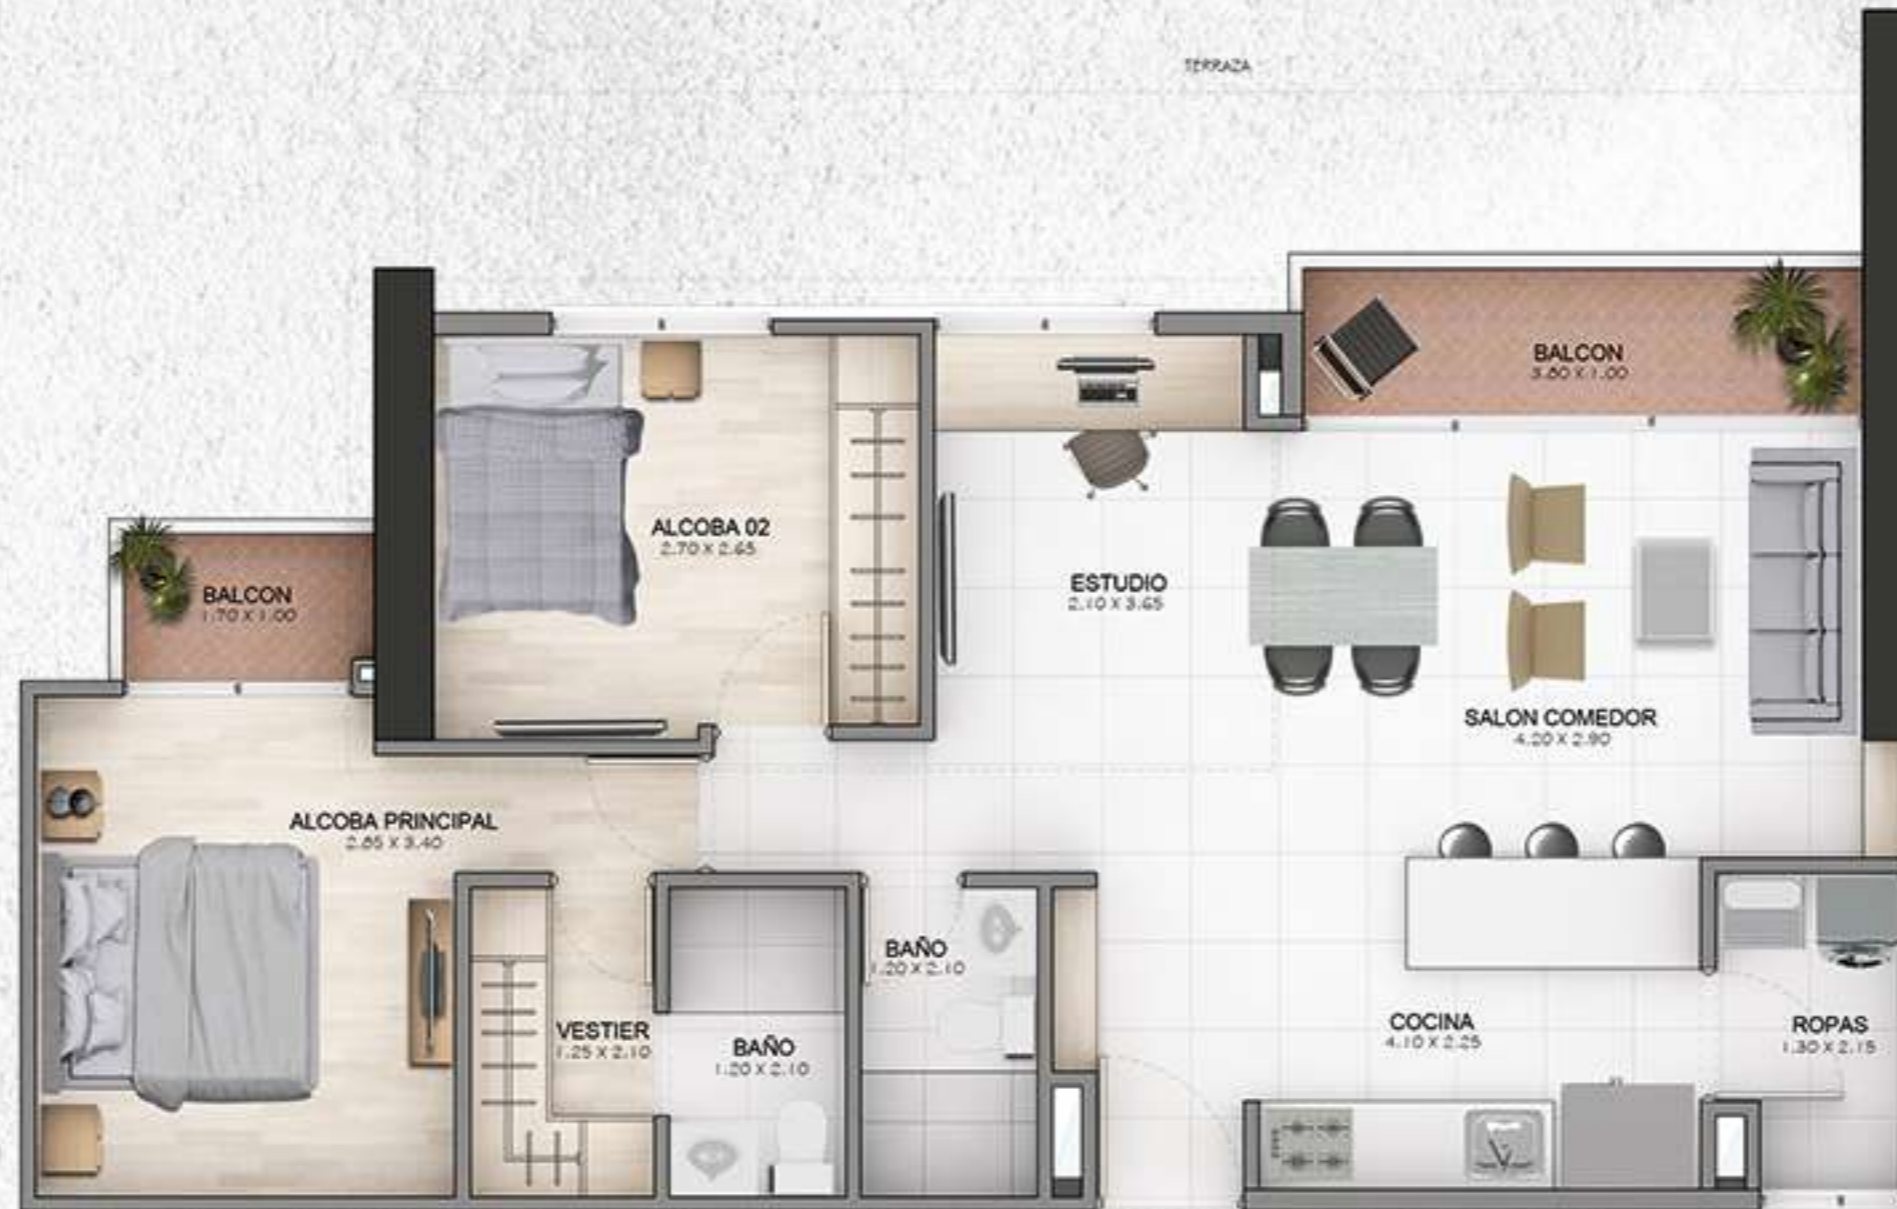 TERRAZA
BALCON
3.80 X 1.00
ALCOBA 02
2.70 X 2.65
BALCON
1.70 X 1.00
ESTUDIO
2.10 X 3.65
SALON COMEDOR
4.20 X 2.90
ALCOBA PRINCIPAL
2.85 X 3.40
BAÑO
1.20 X 2.10
VESTIER
1.25 X 2.10
BAÑO
1.20 X 2.10
COCINA
4.10 X 2.25
ROPAS
1.30 X 2.15